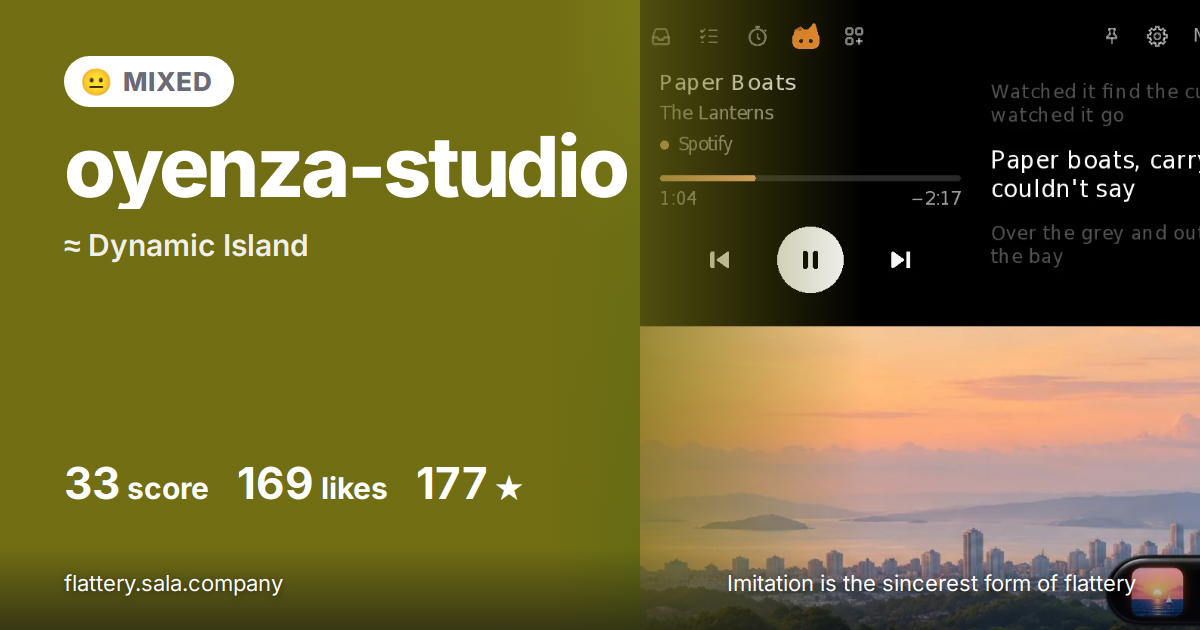 😐 MIXED
oyenza-studio
≈ Dynamic Island
33 score 169 likes 177 ★
flattery.sala.company
Paper Boats
The Lanterns
Spotify
1:04 −2:17
Watched it find the
watched it go
Paper boats,
couldn't say
Over the grey and
the bay
Imitation is the sincerest form of flattery